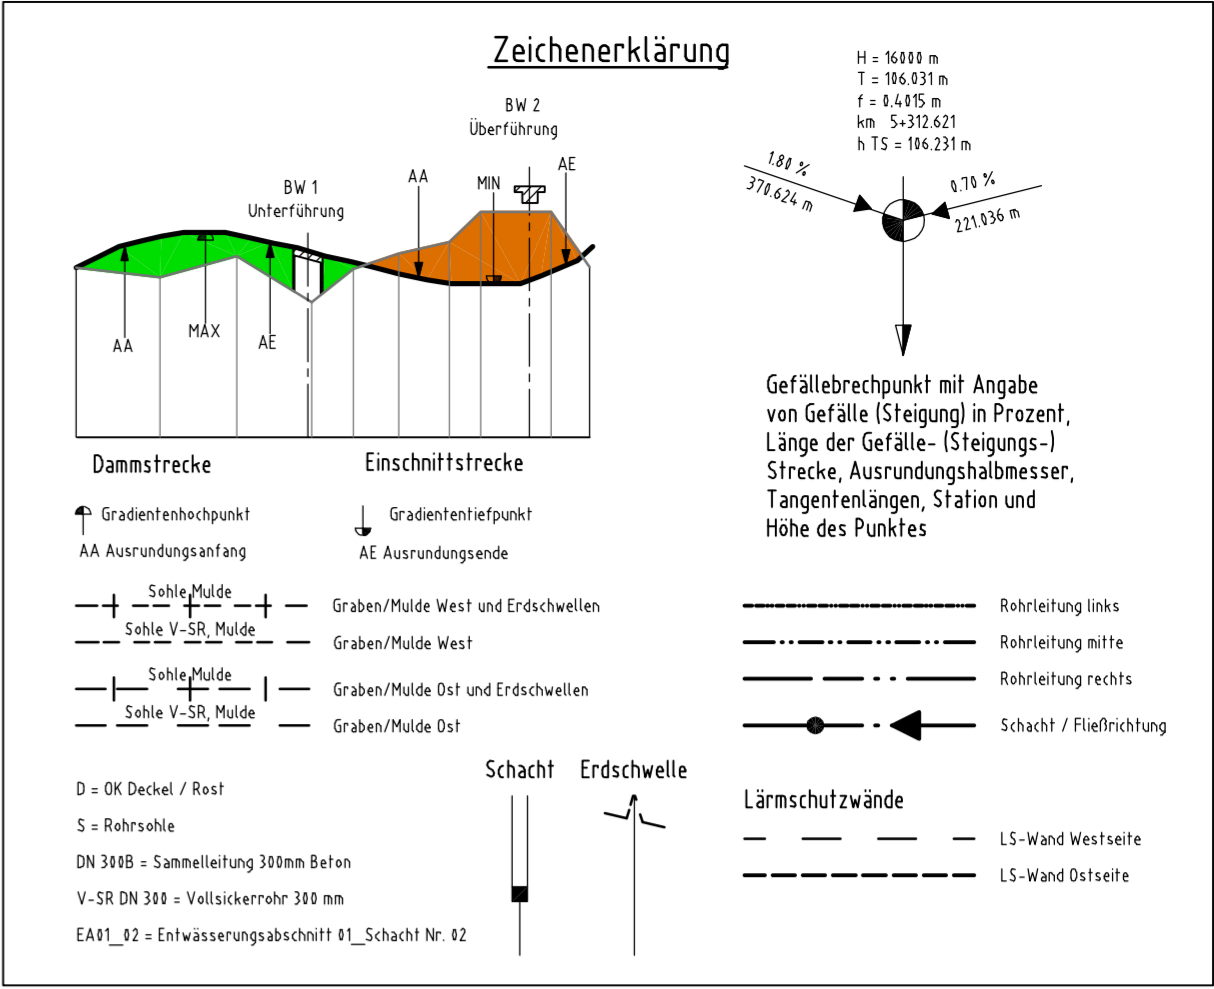 Zeichenerklärung
H = 16000 m
T = 106.031 m
f = 0.4015 m
km 5+312.621
h TS = 106.231 m
1.80 %
370.624 m
0.70 %
221.036 m
BW 2
Überführung
BW 1
Unterführung
AA
MIN
AE
AA
MAX
AE
Dammstrecke
Einschnittstrecke
Gefällebrechpunkt mit Angabe
von Gefälle (Steigung) in Prozent,
Länge der Gefälle- (Steigungs-)
Strecke, Ausrundungshalbmesser,
Tangentenlängen, Station und
Höhe des Punktes
Gradientenhochpunkt
Gradiententiefpunkt
AA Ausrundungsanfang
AE Ausrundungsende
Sohle Mulde
Graben/Mulde West und Erdschwellen
Sohle V-SR, Mulde
Graben/Mulde West
Sohle Mulde
Graben/Mulde Ost und Erdschwellen
Sohle V-SR, Mulde
Graben/Mulde Ost
Rohrleitung links
Rohrleitung mitte
Rohrleitung rechts
Schacht / Fließrichtung
D = OK Deckel / Rost
S = Rohrsohle
DN 300B = Sammelleitung 300mm Beton
V-SR DN 300 = Vollsickerrohr 300 mm
EA01_02 = Entwässerungsabschnitt 01_Schacht Nr. 02
Schacht
Erdschwelle
Lärmschutzwände
LS-Wand Westseite
LS-Wand Ostseite